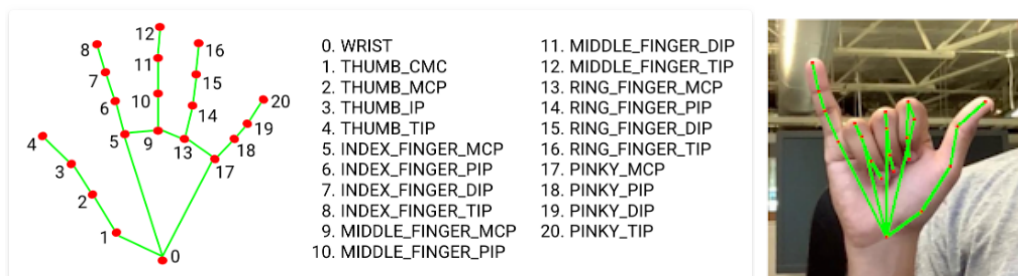 12
8
16
11
7
15
20
6
10
14
19
4
5
9
13
18
3
17
2
1
0
0. WRIST
1. THUMB_CMC
2. THUMB_MCP
3. THUMB_IP
4. THUMB_TIP
5. INDEX_FINGER_MCP
6. INDEX_FINGER_PIP
7. INDEX_FINGER_DIP
8. INDEX_FINGER_TIP
9. MIDDLE_FINGER_MCP
10. MIDDLE_FINGER_PIP
11. MIDDLE_FINGER_DIP
12. MIDDLE_FINGER_TIP
13. RING_FINGER_MCP
14. RING_FINGER_PIP
15. RING_FINGER_DIP
16. RING_FINGER_TIP
17. PINKY_MCP
18. PINKY_PIP
19. PINKY_DIP
20. PINKY_TIP